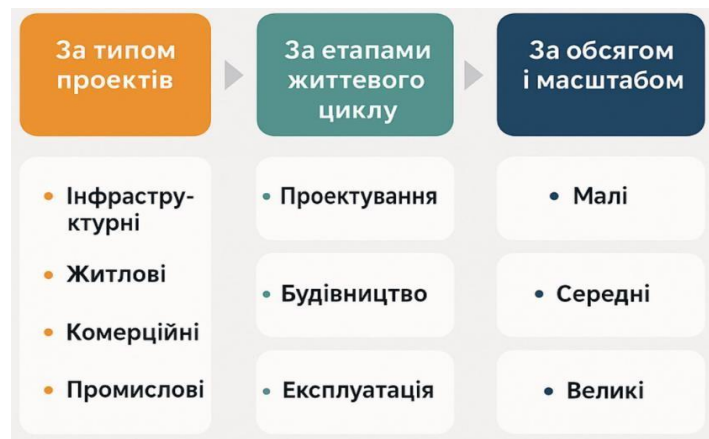 За типом
проектів
За етапами
життєвого
циклу
За обсягом
і масштабом
• Інфрастру-
ктурні
• Житлові
• Комерційні
• Промислові
• Проектування
• Будівництво
• Експлуатація
• Малі
• Середні
• Великі